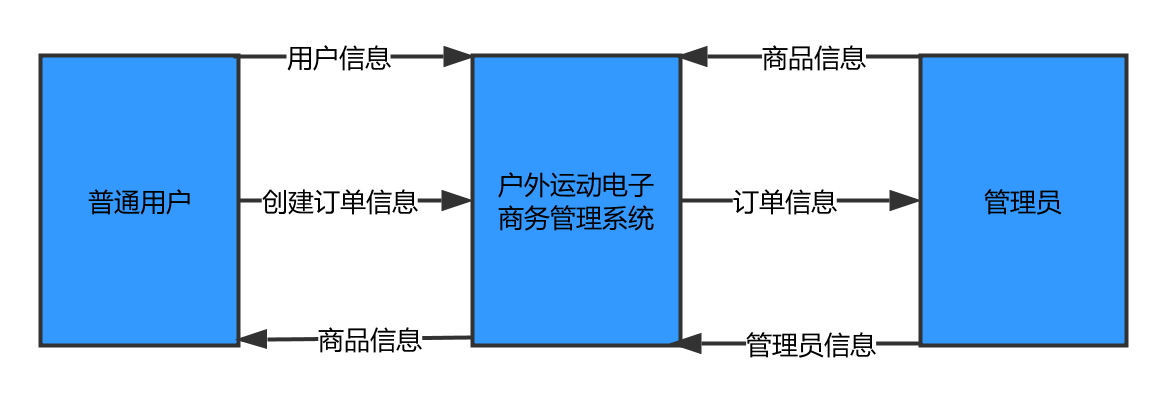 用户信息
商品信息
普通用户
创建订单信息
户外运动电子
商务管理系统
订单信息
管理员
商品信息
管理员信息